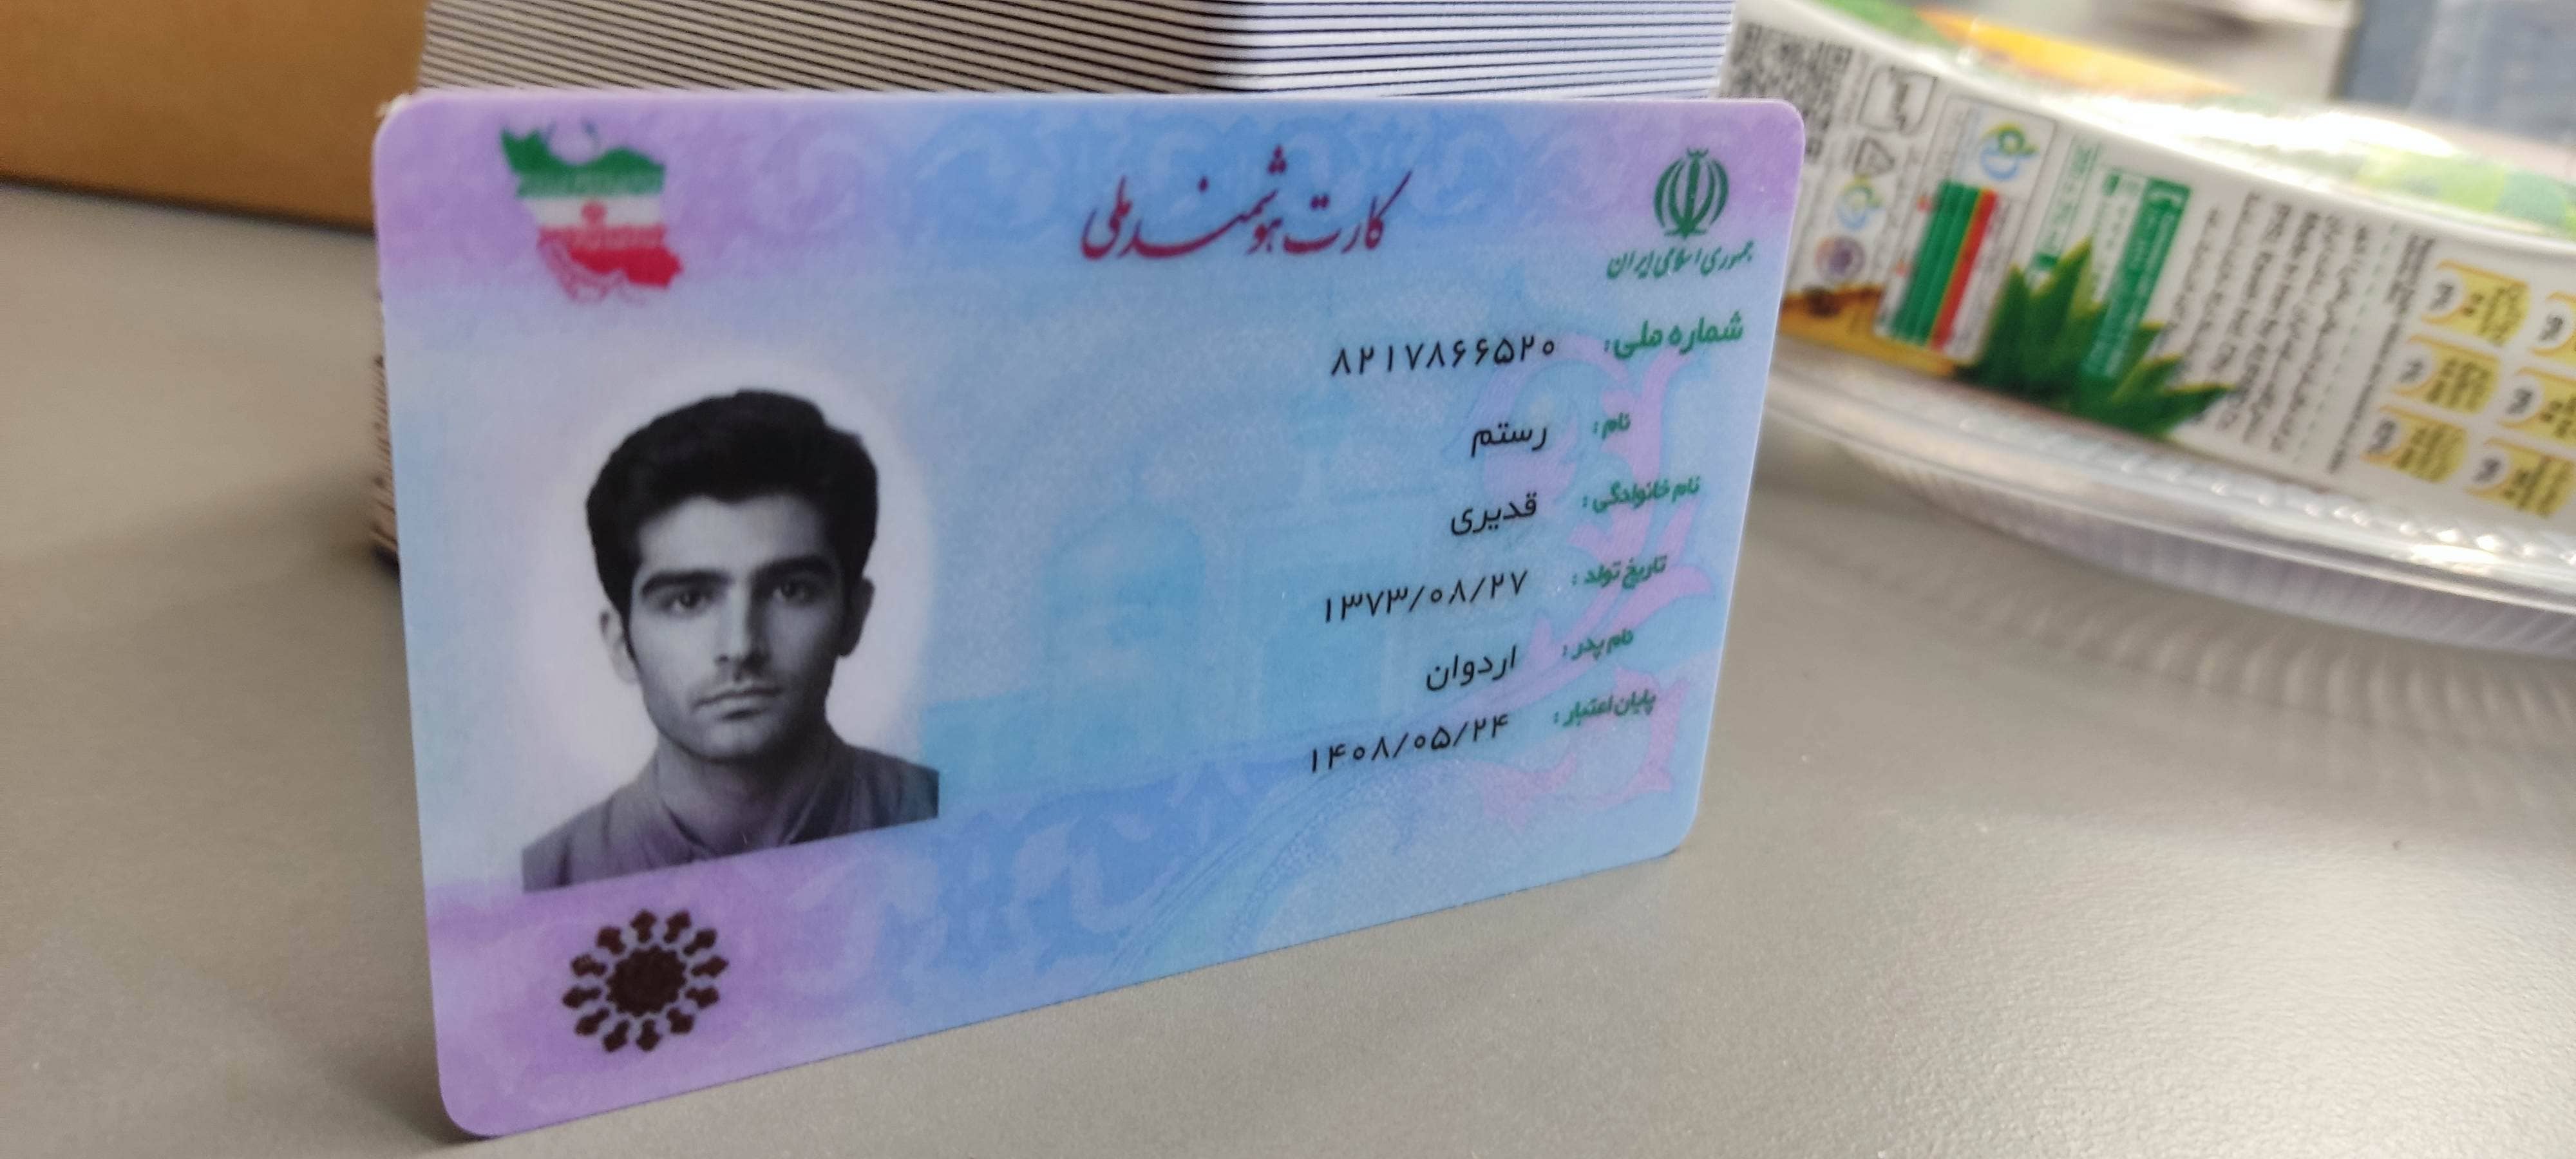 جمهوری اسلامی ایران
کارت هوشمند ملی
شماره ملی: ۸۲۱۷۸۶۶۵۲۰
نام: رستم
نام خانوادگی: قدیری
تاریخ تولد: ۱۳۷۳/۰۸/۲۷
نام پدر: اردوان
پایان اعتبار: ۱۴۰۸/۰۵/۲۴